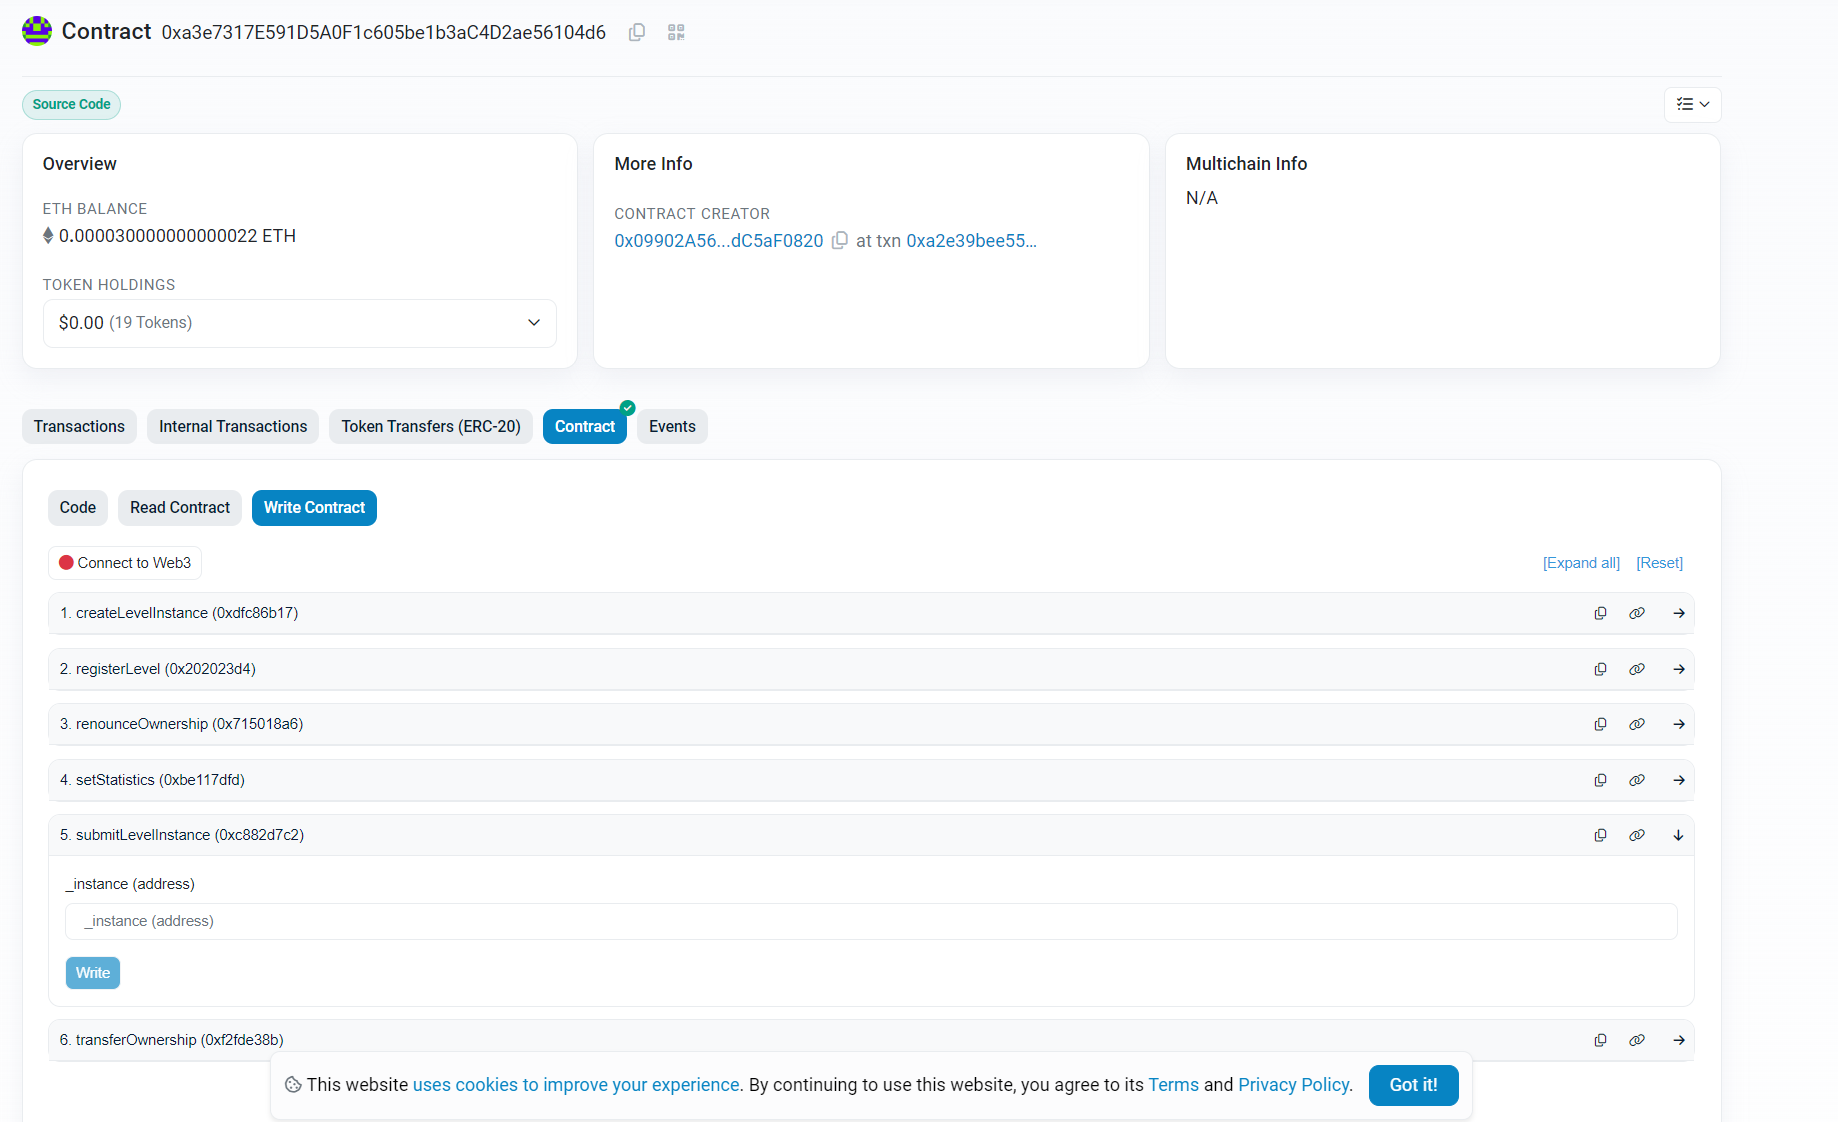 Contract 0xa3e7317E591D5A0F1c605be1b3aC4D2ae56104d6
Source Code
Overview
ETH BALANCE
0.000030000000000022 ETH
TOKEN HOLDINGS
$0.00 (19 Tokens)
More Info
CONTRACT CREATOR
0x09902A56...dC5aF0820 at txn 0xa2e39bee55...
Multichain Info
N/A
Transactions Internal Transactions Token Transfers (ERC-20) Contract Events
Code Read Contract Write Contract
Connect to Web3 [Expand all] [Reset]
1. createLevelInstance (0xdfc86b17)
2. registerLevel (0x202023d4)
3. renounceOwnership (0x715018a6)
4. setStatistics (0xbe117dfd)
5. submitLevelInstance (0xc882d7c2)
_instance (address)
_instance (address)
Write
6. transferOwnership (0xf2fde38b)
This website uses cookies to improve your experience. By continuing to use this website, you agree to its Terms and Privacy Policy. Got it!